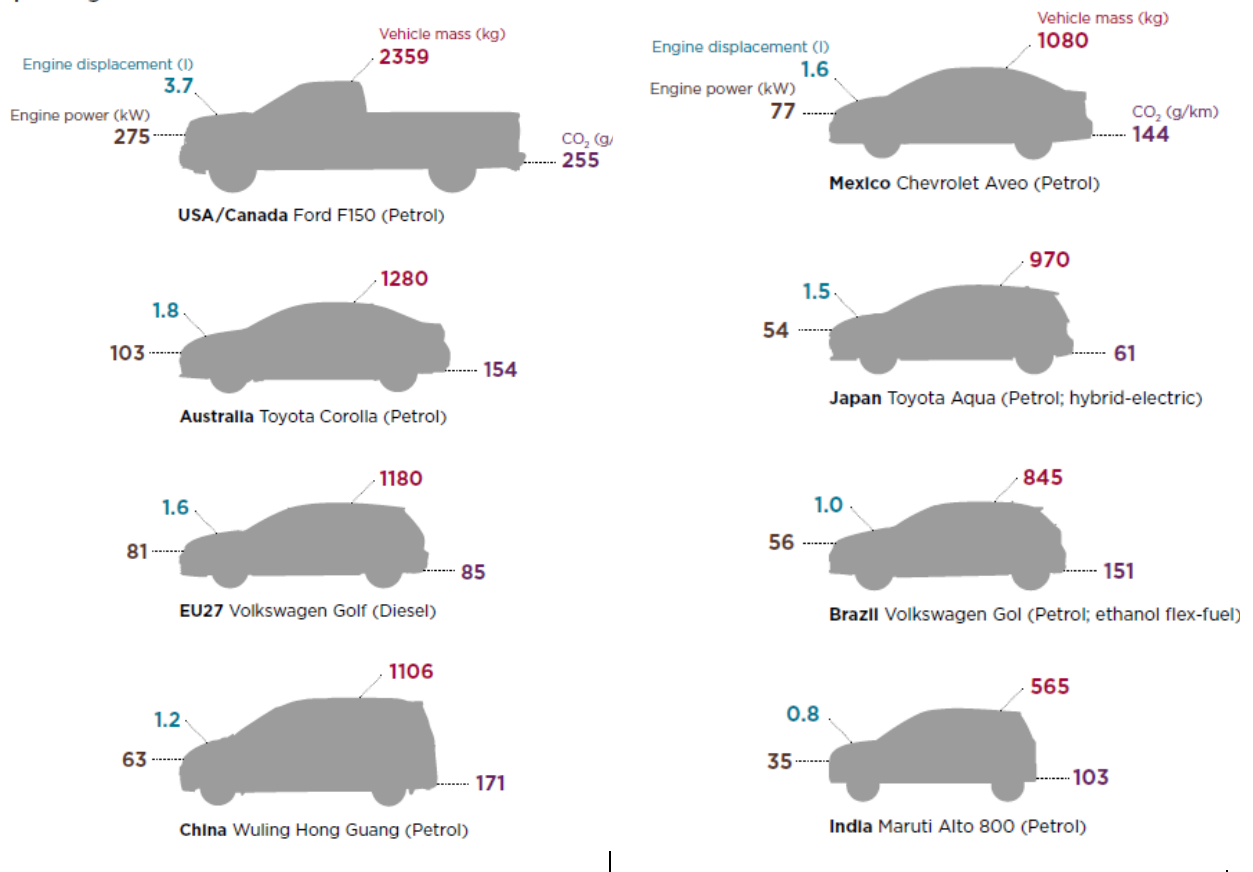 Vehicle mass (kg)
2359
Engine displacement (l)
3.7
Engine power (kW)
275
CO₂ (g/
255
USA/Canada Ford F150 (Petrol)
1280
1.8
103
154
Australia Toyota Corolla (Petrol)
1180
1.6
81
85
EU27 Volkswagen Golf (Diesel)
1106
1.2
63
171
China Wuling Hong Guang (Petrol)
Vehicle mass (kg)
1080
Engine displacement (l)
1.6
Engine power (kW)
77
CO₂ (g/km)
144
Mexico Chevrolet Aveo (Petrol)
970
1.5
54
61
Japan Toyota Aqua (Petrol; hybrid-electric)
845
1.0
56
151
Brazil Volkswagen Gol (Petrol; ethanol flex-fuel)
565
0.8
35
103
India Maruti Alto 800 (Petrol)